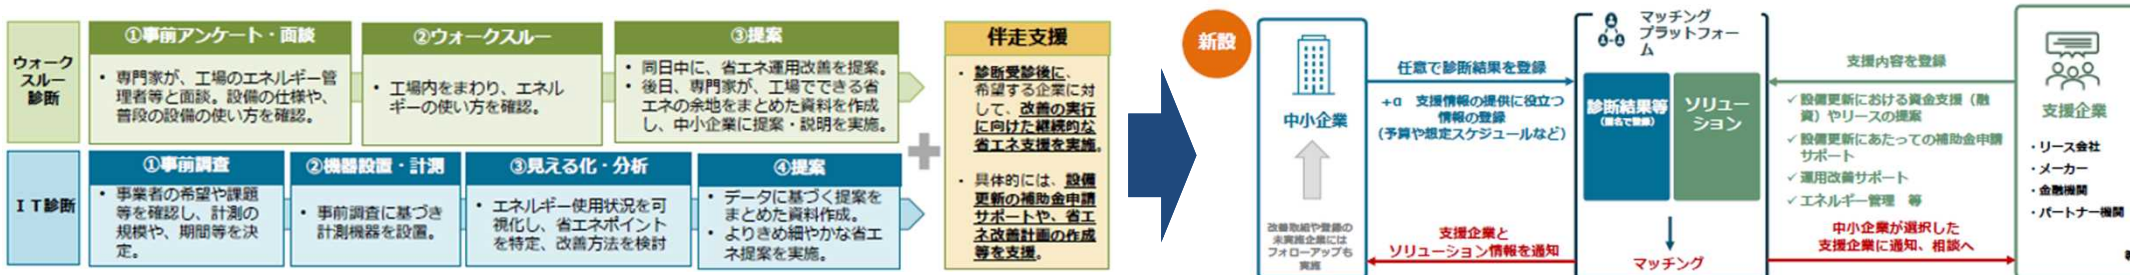 ウォーク
スルー
診断
①事前アンケート・面談
・ 専門家が、工場のエネルギー管
理者等と面談。設備の仕様や、
普段の設備の使い方を確認。
②ウォークスルー
・ 工場内をまわり、エネル
ギーの使い方を確認。
③提案
・ 同日中に、省エネ運用改善を提案。
・ 後日、専門家が、工場でできる省
エネの余地をまとめた資料を作成
し、中小企業に提案・説明を実施。
ＩＴ診断
①事前調査
・ 事業者の希望や課題
等を確認し、計測の
規模や、期間等を決
定。
②機器設置・計測
・ 事前調査に基づき
計測機器を設置。
③見える化・分析
・ エネルギー使用状況を可
視化し、省エネポイント
を特定、改善方法を検討
④提案
・ データに基づく提案を
まとめた資料作成。
・ よりきめ細やかな省エ
ネ提案を実施。
伴走支援
・ 診断受診後に、
希望する企業に対
して、改善の実行
に向けた継続的な
省エネ支援を実施。
・ 具体的には、設備
更新の補助金申請
サポートや、省エ
ネ改善計画の作成
等を支援。
新設
中小企業
改善取組や登録の
未実施企業には
フォローアップも
実施
任意で診断結果を登録
+α 支援情報の提供に役立つ
情報の登録
（予算や想定スケジュールなど）
支援企業と
ソリューション情報を通知
マッチング
プラットフォー
ム
診断結果等
（匿名で登録）
ソリュー
ション
マッチング
支援内容を登録
✓ 設備更新における資金支援（融
資）やリースの提案
✓ 設備更新にあたっての補助金申請
サポート
✓ 運用改善サポート
✓ エネルギー管理 等
中小企業が選択した
支援企業に通知、相談へ
支援企業
・リース会社
・メーカー
・金融機関
・パートナー機関